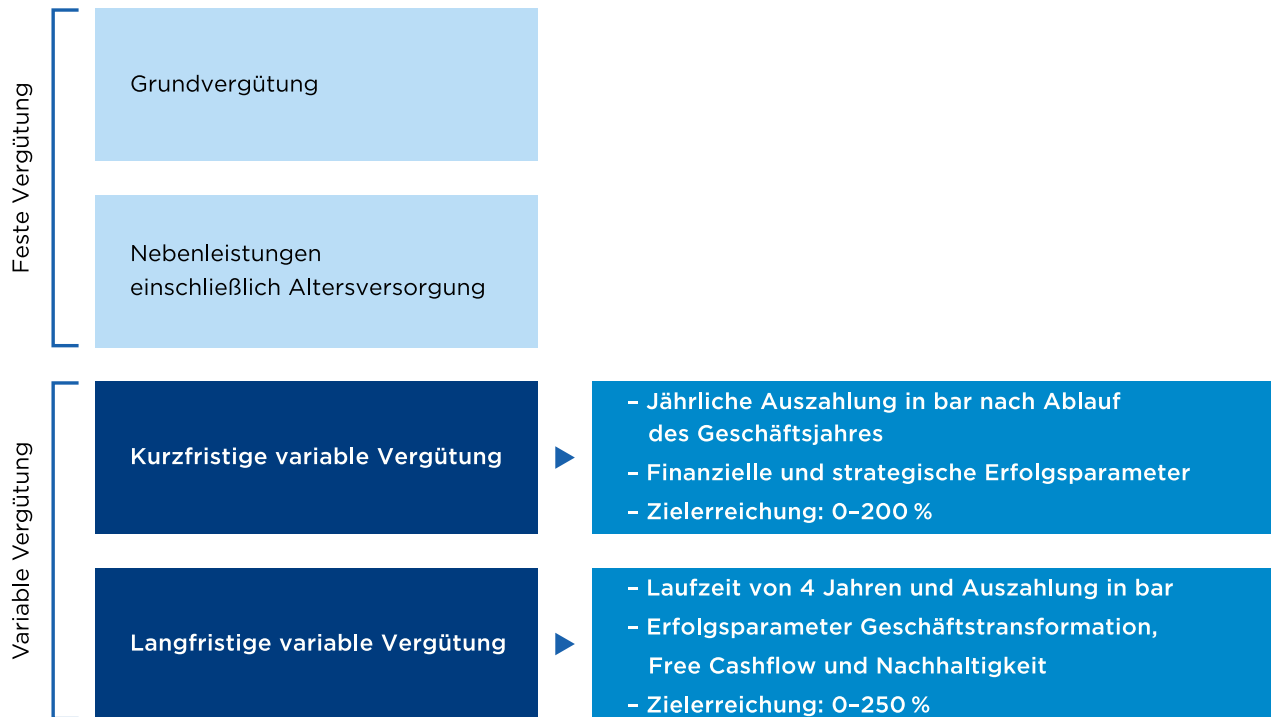 Feste Vergütung
Grundvergütung
Nebenleistungen
einschließlich Altersversorgung
Variable Vergütung
Kurzfristige variable Vergütung
– Jährliche Auszahlung in bar nach Ablauf
des Geschäftsjahres
– Finanzielle und strategische Erfolgsparameter
– Zielerreichung: 0–200 %
Langfristige variable Vergütung
– Laufzeit von 4 Jahren und Auszahlung in bar
– Erfolgsparameter Geschäftstransformation,
Free Cashflow und Nachhaltigkeit
– Zielerreichung: 0–250 %